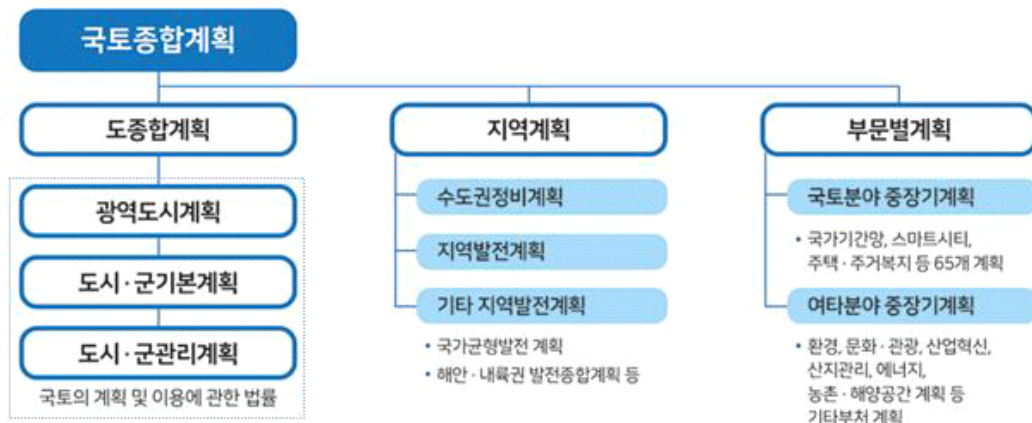 국토종합계획
도종합계획
광역도시계획
도시·군기본계획
도시·군관리계획
국토의 계획 및 이용에 관한 법률
지역계획
수도권정비계획
지역발전계획
기타 지역발전계획
• 국가균형발전 계획
• 해안·내륙권 발전종합계획 등
부문별계획
국토분야 중장기계획
• 국가기간망, 스마트시티,
주택·주거복지 등 65개 계획
여타분야 중장기계획
• 환경, 문화·관광, 산업혁신,
산지관리, 에너지,
농촌·해양공간 계획 등
기타부처 계획